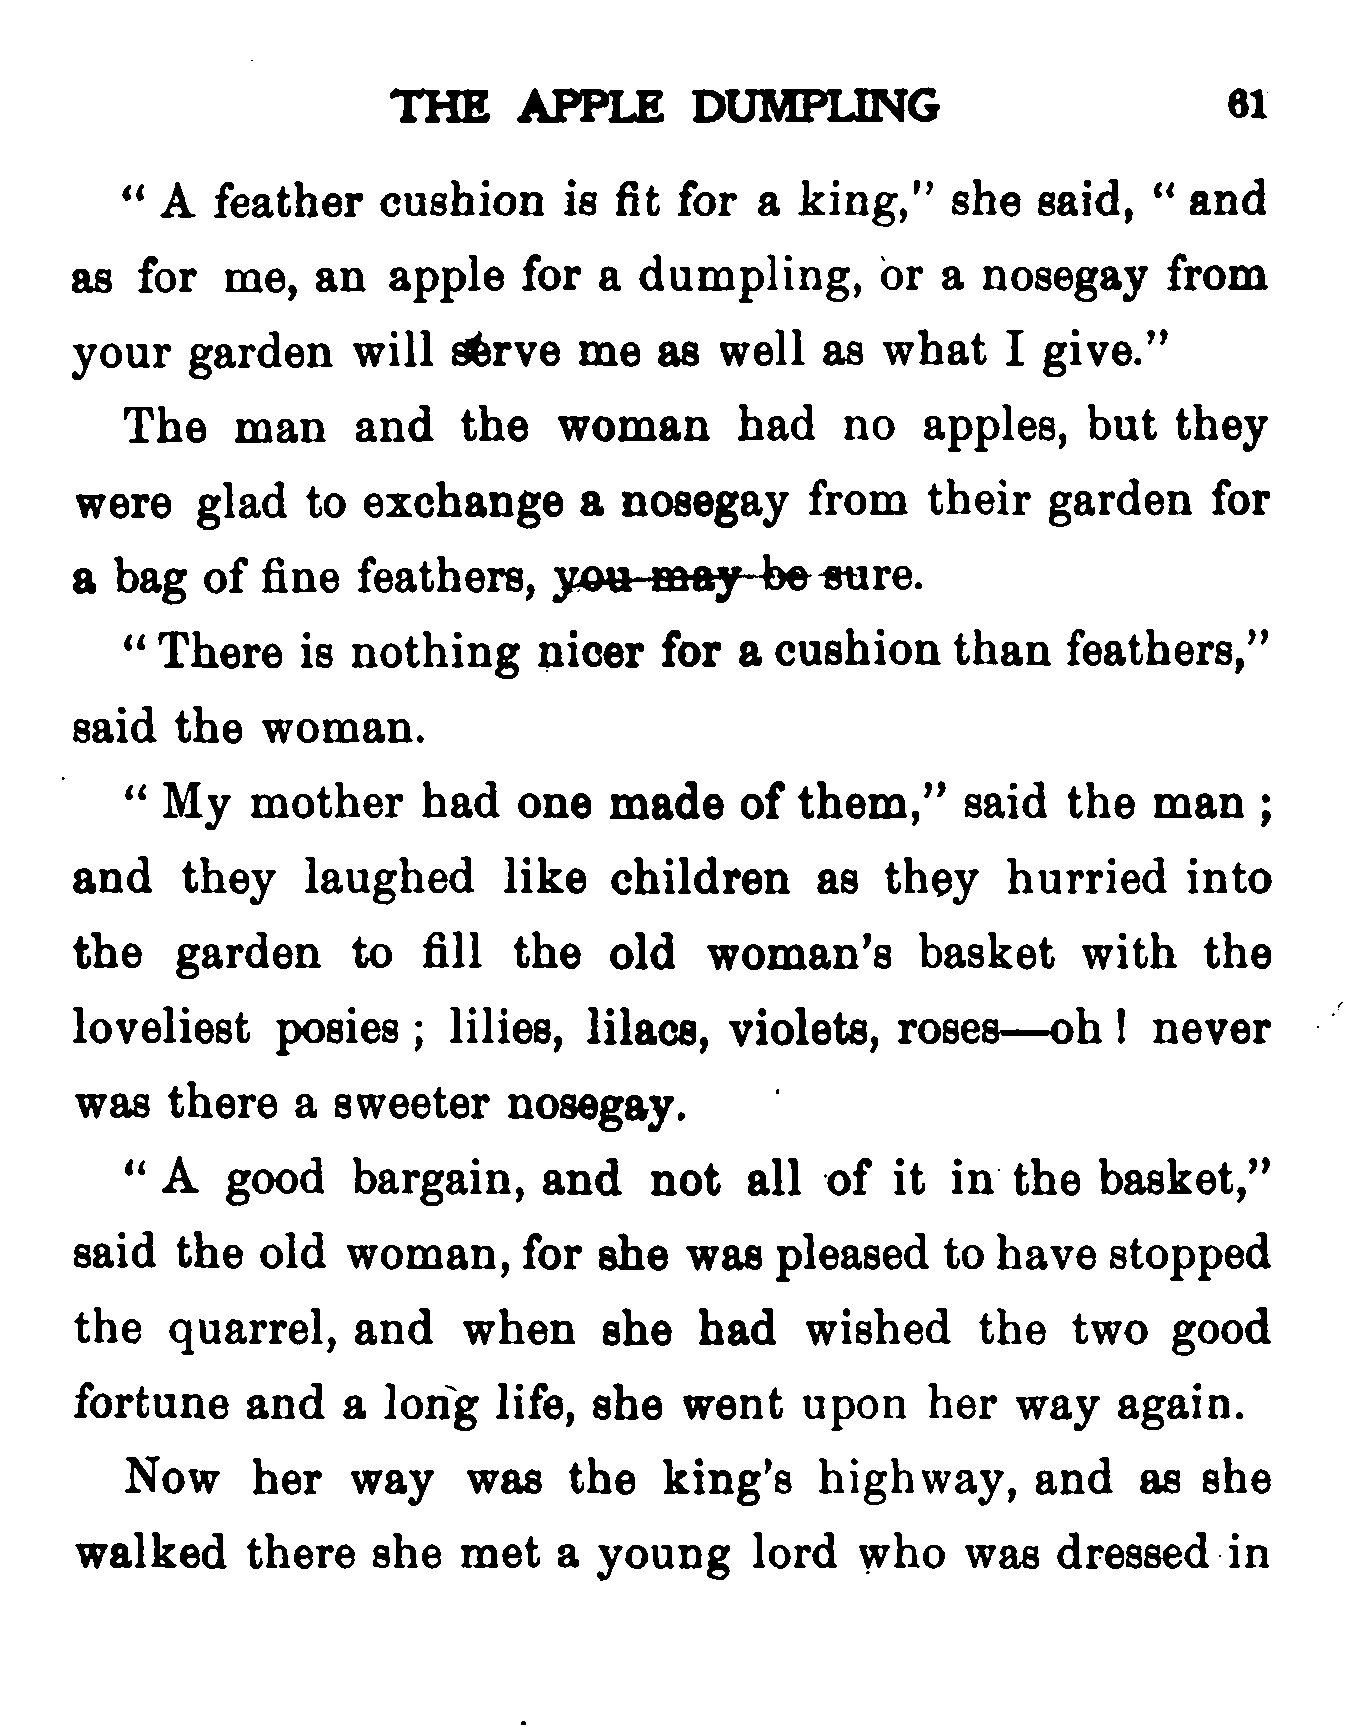 THE APPLE DUMPLING 61
" A feather cushion is fit for a king," she said, " and
as for me, an apple for a dumpling, or a nosegay from
your garden will serve me as well as what I give."
The man and the woman had no apples, but they
were glad to exchange a nosegay from their garden for
a bag of fine feathers, you may be sure.
" There is nothing nicer for a cushion than feathers,"
said the woman.
" My mother had one made of them," said the man ;
and they laughed like children as they hurried into
the garden to fill the old woman's basket with the
loveliest posies ; lilies, lilacs, violets, roses—oh ! never
was there a sweeter nosegay.
" A good bargain, and not all of it in the basket,"
said the old woman, for she was pleased to have stopped
the quarrel, and when she had wished the two good
fortune and a long life, she went upon her way again.
Now her way was the king's highway, and as she
walked there she met a young lord who was dressed in